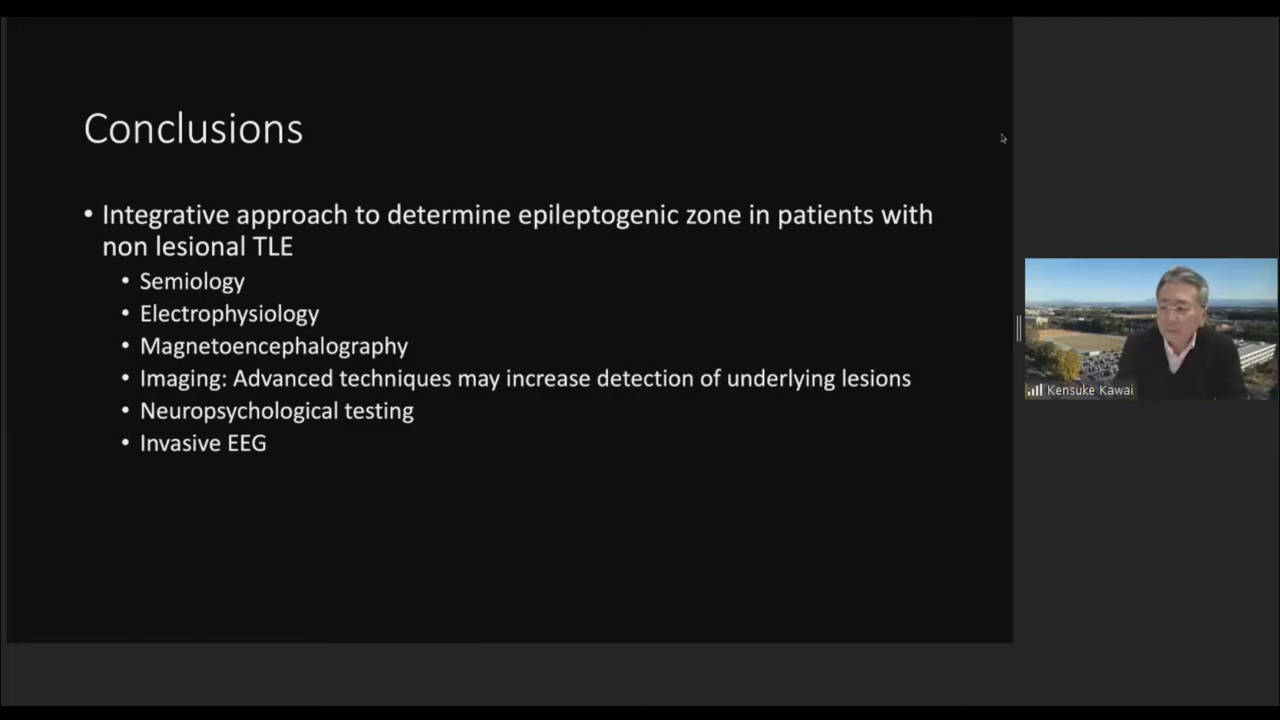 Conclusions
• Integrative approach to determine epileptogenic zone in patients with
non lesional TLE
• Semiology
• Electrophysiology
• Magnetoencephalography
• Imaging: Advanced techniques may increase detection of underlying lesions
• Neuropsychological testing
• Invasive EEG
Kensuke Kawai